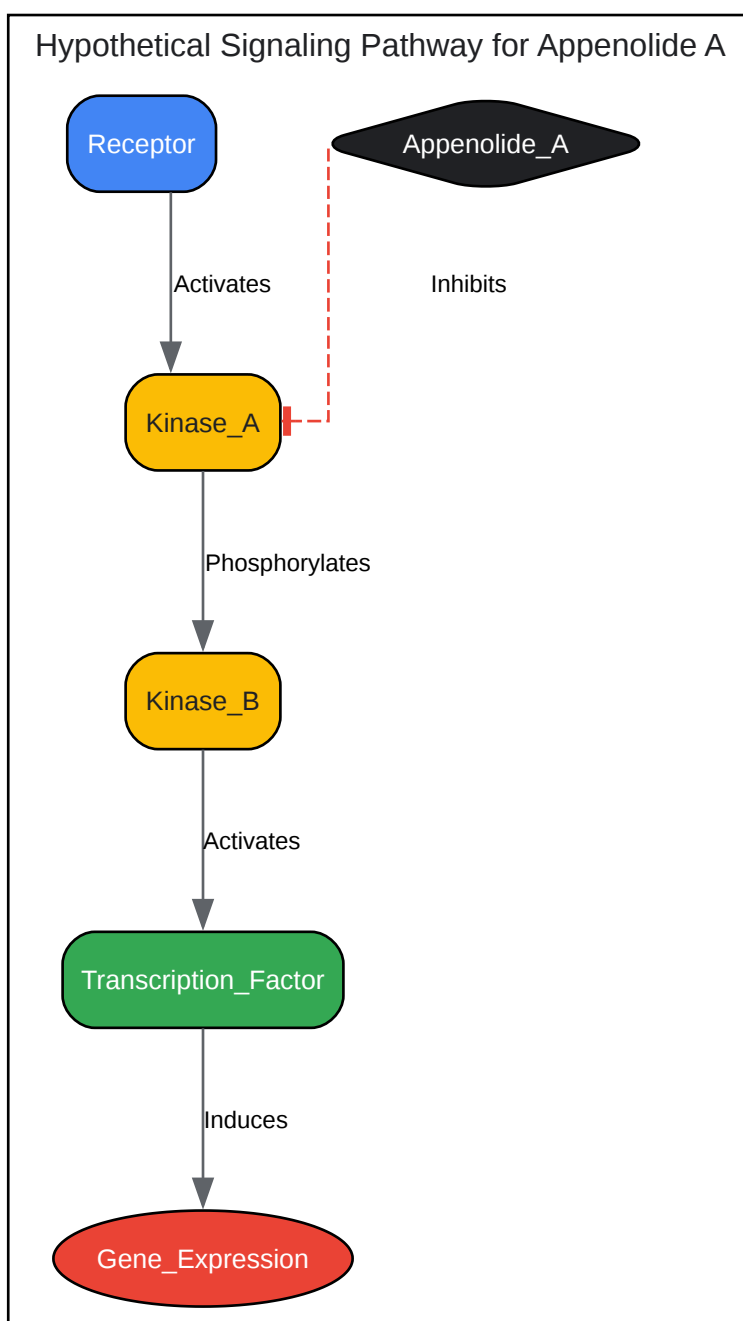 Hypothetical Signaling Pathway for Appenolide A
Receptor
Appenolide_A
Activates
Inhibits
Kinase_A
Phosphorylates
Kinase_B
Activates
Transcription_Factor
Induces
Gene_Expression